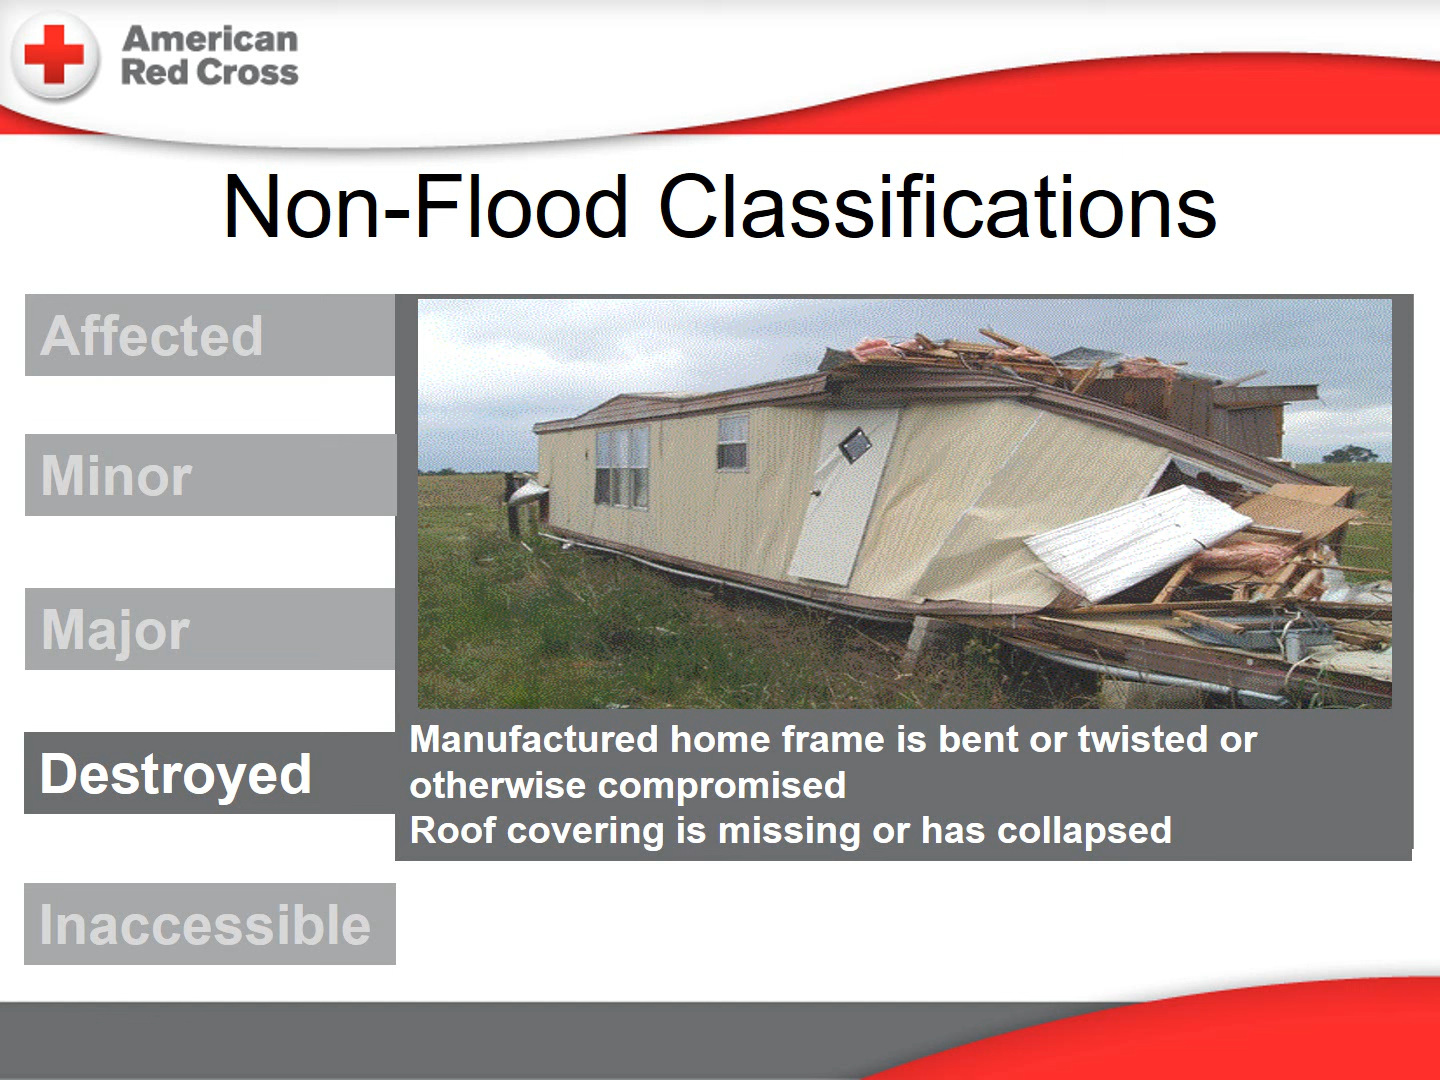 American
Red Cross
Non-Flood Classifications
Affected
Minor
Major
Destroyed
Manufactured home frame is bent or twisted or
otherwise compromised
Roof covering is missing or has collapsed
Inaccessible